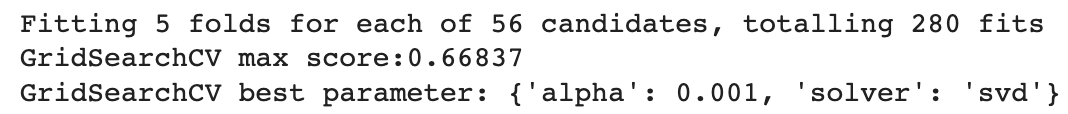 Fitting 5 folds for each of 56 candidates, totalling 280 fits
GridSearchCV max score:0.66837
GridSearchCV best parameter: {'alpha': 0.001, 'solver': 'svd'}